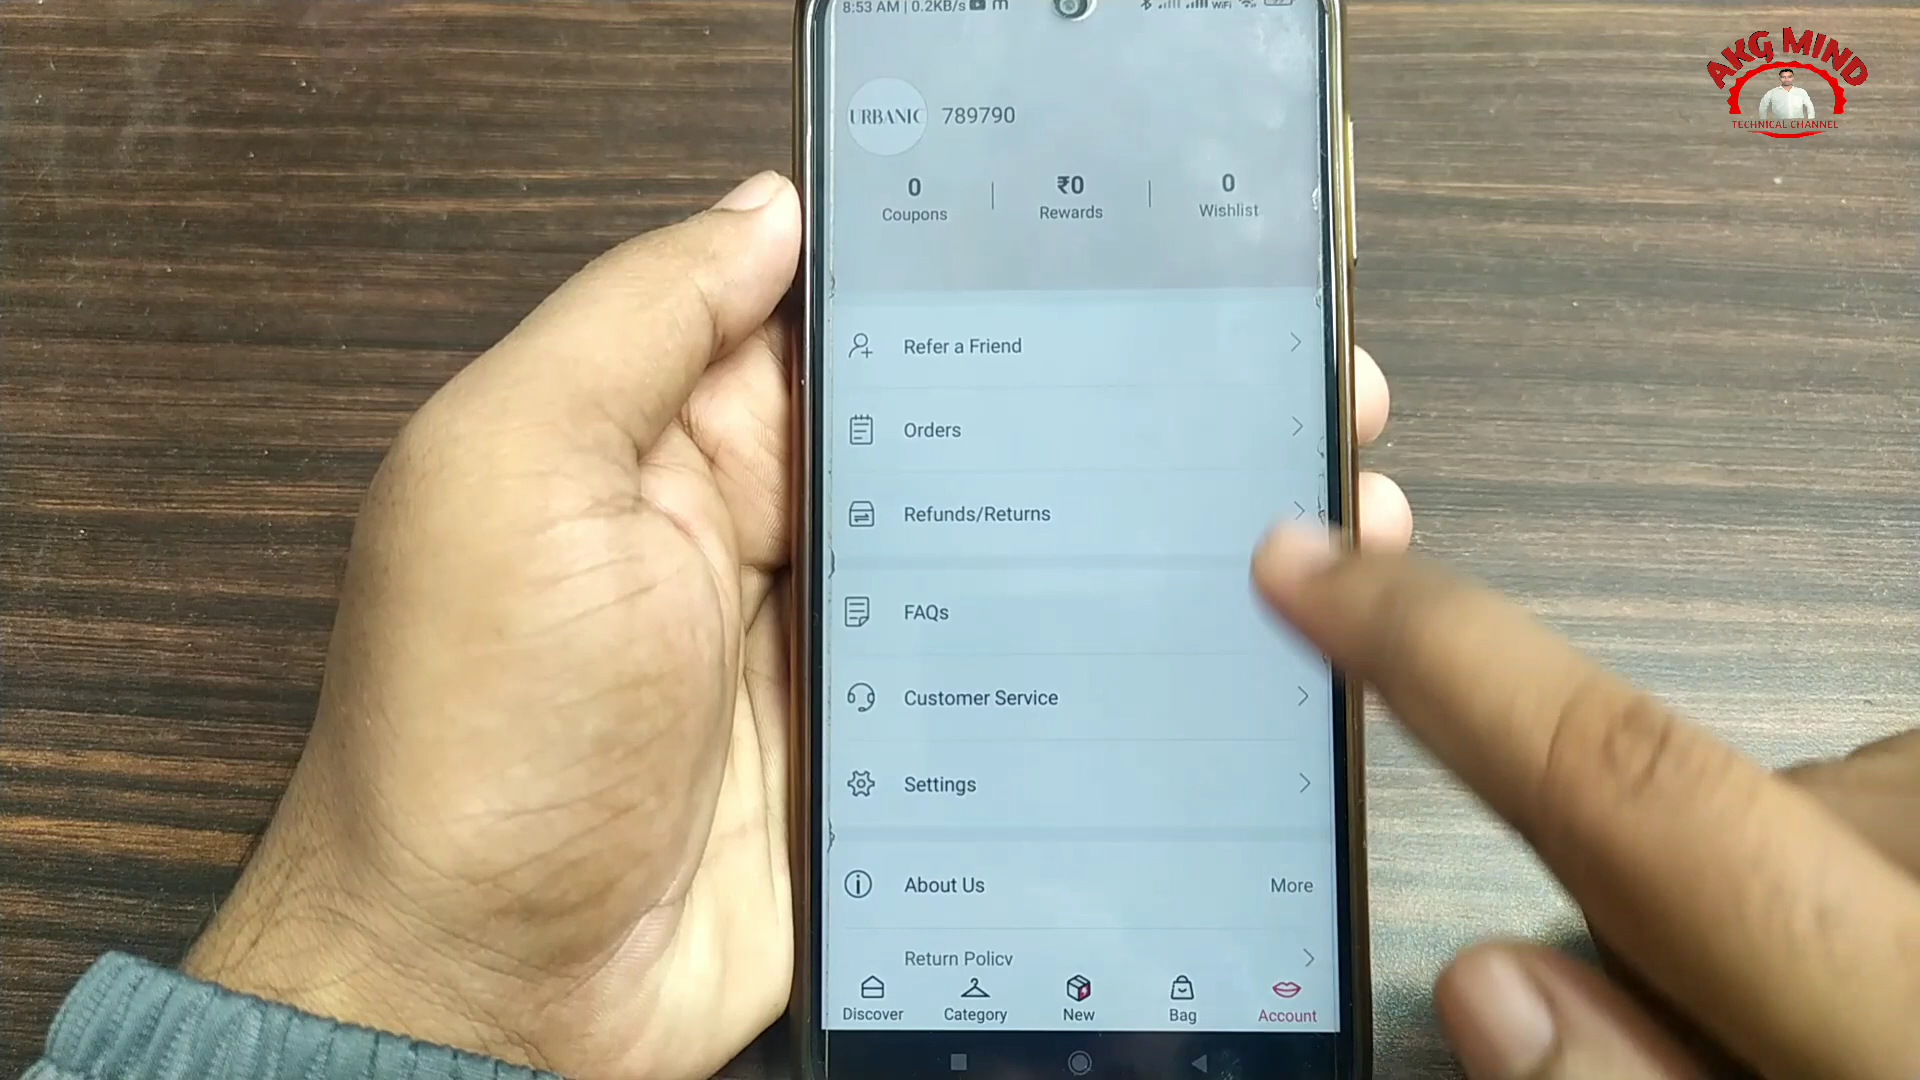 8:53 AM | 0.2KB/s
AKG MIND
TECHNICAL CHANNEL
URBANIC 789790
0 ₹0 0
Coupons Rewards Wishlist
Refer a Friend
Orders
Refunds/Returns
FAQs
Customer Service
Settings
About Us More
Return Policy
Discover Category New Bag Account